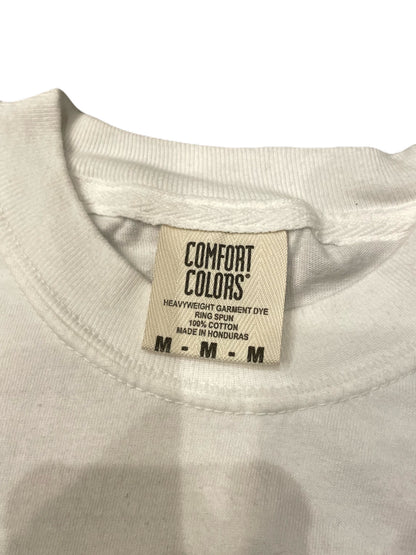 COMFORT
COLORS®
HEAVYWEIGHT GARMENT DYE
RING SPUN
100% COTTON
MADE IN HONDURAS
M - M - M